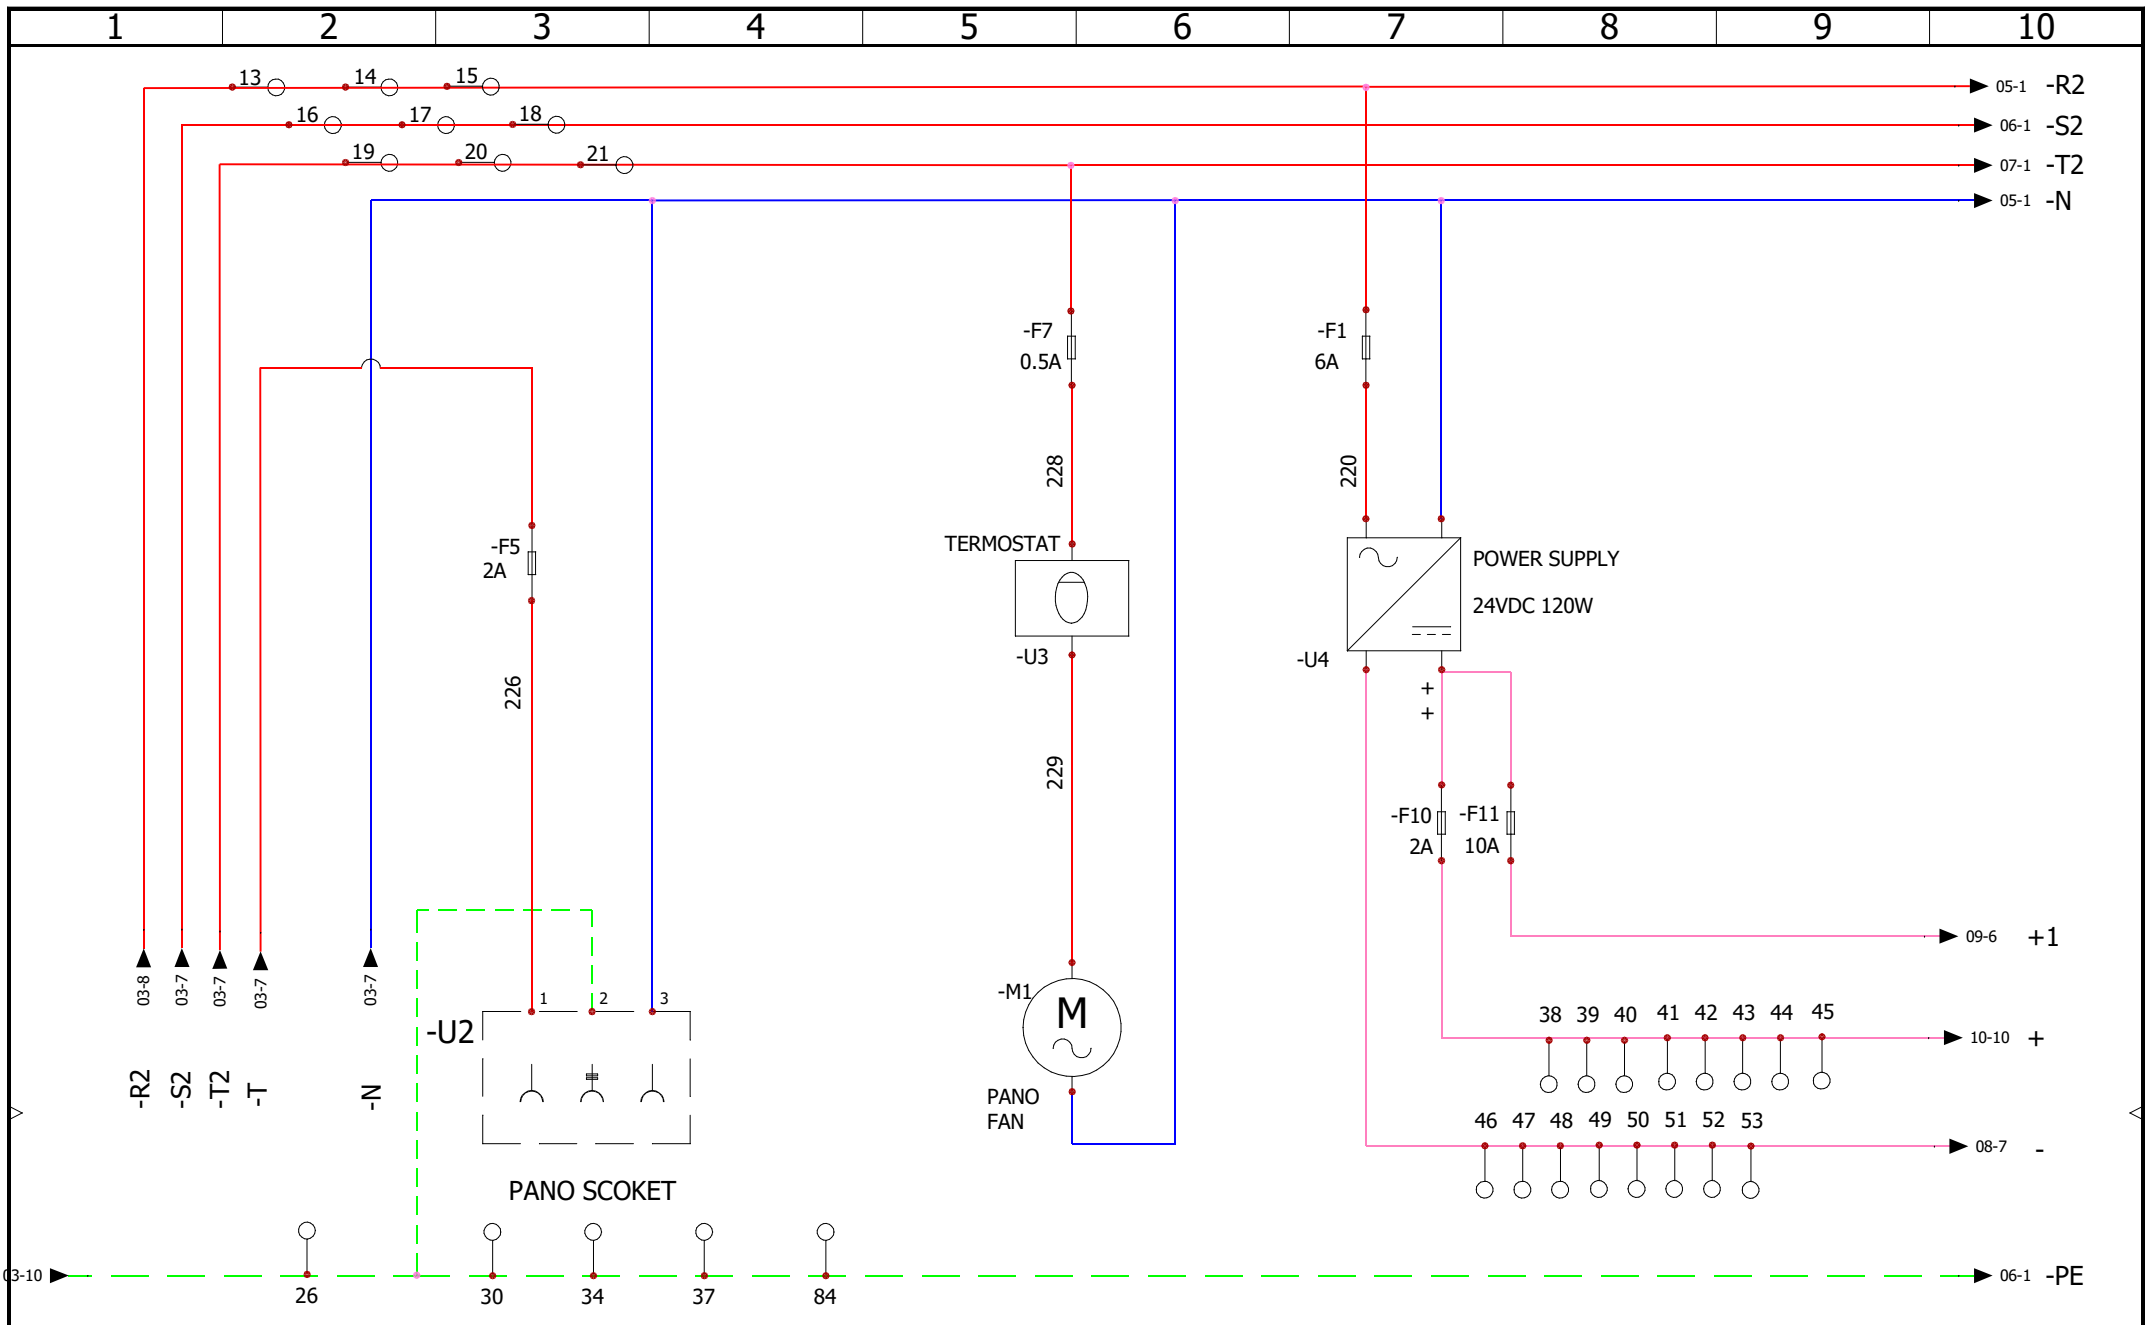 1 2 3 4 5 6 7 8 9 10
13 14 15
05-1 -R2
16 17 18
06-1 -S2
19 20 21
07-1 -T2
05-1 -N
-F7
0.5A
-F1
6A
228
220
-F5
2A
TERMOSTAT
POWER SUPPLY
24VDC 120W
-U3
-U4
226
+
+
229
-F10
2A
-F11
10A
09-6 +1
03-8
03-7
03-7
03-7
03-7
1 2 3
-U2
-M1
M
38 39 40 41 42 43 44 45
10-10 +
-R2
-S2
-T2
-T
-N
PANO
FAN
46 47 48 49 50 51 52 53
08-7 -
PANO SCOKET
03-10
06-1 -PE
26 30 34 37 84